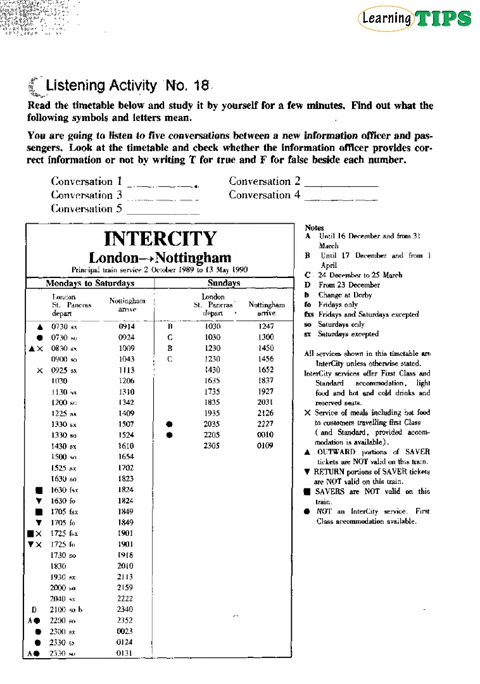 Learning TIPS
Listening Activity No. 18
Read the timetable below and study it by yourself for a few minutes. Find out what the
following symbols and letters mean.
You are going to listen to five conversations between a new information officer and pas-
sengers. Look at the timetable and check whether the information officer provides cor-
rect information or not by writing T for true and F for false beside each number.
Conversation 1 Conversation 2
Conversation 3 Conversation 4
Conversation 5
INTERCITY
London→Nottingham
Principal train service 2 October 1989 to 13 May 1990
Mondays to Saturdays Sundays
London St. Pancras depart Nottingham arrive London St. Pancras depart Nottingham arrive
▲ 0730 sx 0914 B 1030 1247
● 0730 so 0924 C 1030 1300
▲✕ 0830 sx 1009 B 1230 1450
0900 so 1043 C 1230 1456
✕ 0925 sx 1113 1430 1652
1030 1206 1635 1837
1130 sx 1310 1735 1927
1200 so 1342 1835 2031
1225 sx 1409 1935 2126
1330 sx 1507 ● 2035 2227
1330 so 1524 ● 2205 0010
1430 sx 1610 2305 0109
1500 so 1654
1525 sx 1702
1630 so 1823
■ 1630 fsx 1824
▼ 1630 fo 1824
■ 1705 fsx 1849
▼ 1705 fo 1849
■✕ 1725 fsx 1901
▼✕ 1725 fo 1901
1730 so 1918
1830 2010
1930 sx 2113
2000 so 2159
2040 sx 2222
D 2100 so b 2340
A● 2200 so 2352
● 2300 sx 0023
● 2330 sx 0124
A● 2330 so 0131
Notes
A Until 16 December and from 31
March
B Until 17 December and from 1
April
C 24 December to 25 March
D From 23 December
b Change at Derby
fo Fridays only
fsx Fridays and Saturdays excepted
so Saturdays only
sx Saturdays excepted
All services shown in this timetable are
InterCity unless otherwise stated.
InterCity services offer First Class and
Standard accommodation, light
food and hot and cold drinks and
reserved seats.
✕ Service of meals including hot food
to customers travelling first Class
(and Standard, provided accom-
modation is available).
▲ OUTWARD portions of SAVER
tickets are NOT valid on this train.
▼ RETURN portions of SAVER tickets
are NOT valid on this train.
■ SAVERS are NOT valid on this
train.
● NOT an InterCity service. First
Class accommodation available.